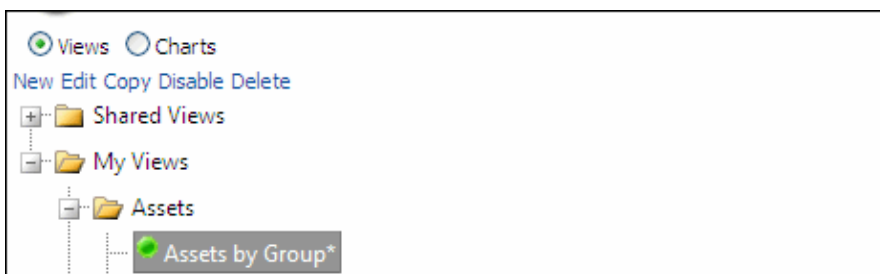 Views Charts
New Edit Copy Disable Delete
Shared Views
My Views
Assets
Assets by Group*